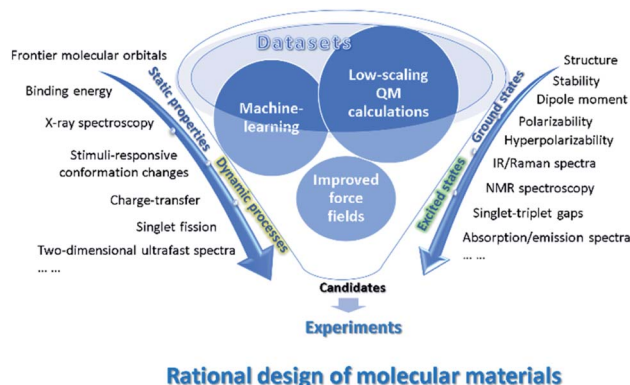 Datasets
Machine-
learning
Low-scaling
QM
calculations
Improved
force
fields
Static properties
Dynamic processes
Ground states
Excited states
Frontier molecular orbitals
Binding energy
X-ray spectroscopy
Stimuli-responsive
conformation changes
Charge-transfer
Singlet fission
Two-dimensional ultrafast spectra
... ...
Structure
Stability
Dipole moment
Polarizability
Hyperpolarizability
IR/Raman spectra
NMR spectroscopy
Singlet-triplet gaps
Absorption/emission spectra
... ...
Candidates
Experiments
Rational design of molecular materials